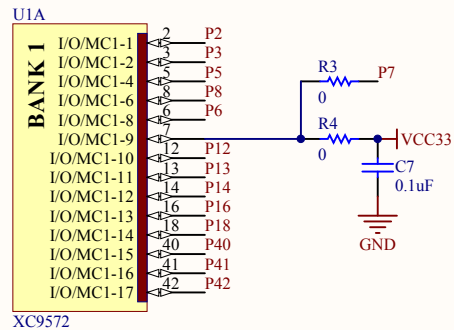 U1A
BANK 1
I/O/MC1-1 2 P2
I/O/MC1-2 3 P3
I/O/MC1-4 5 P5
I/O/MC1-6 8 P8
I/O/MC1-8 6 P6
I/O/MC1-9 7
I/O/MC1-10 12 P12
I/O/MC1-11 13 P13
I/O/MC1-12 14 P14
I/O/MC1-13 16 P16
I/O/MC1-14 18 P18
I/O/MC1-15 40 P40
I/O/MC1-16 41 P41
I/O/MC1-17 42 P42
XC9572
R3 P7
0
R4
0
VCC33
C7
0.1uF
GND